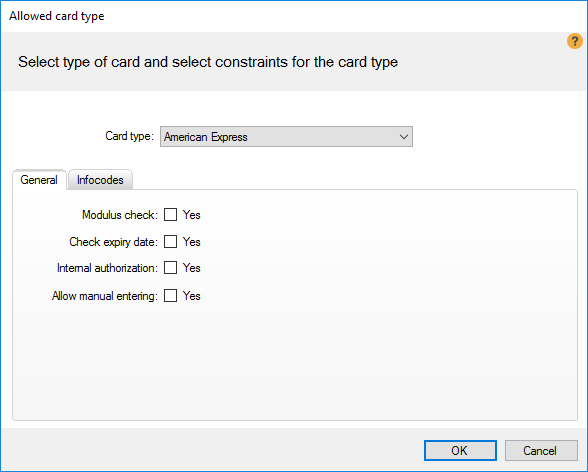 Allowed card type
?
Select type of card and select constraints for the card type
Card type: American Express
General Infocodes
Modulus check: Yes
Check expiry date: Yes
Internal authorization: Yes
Allow manual entering: Yes
OK Cancel